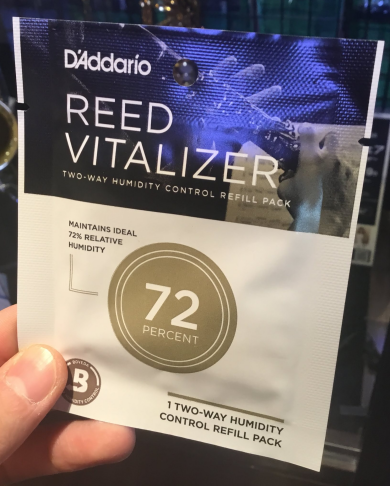 D'Addario
REED
VITALIZER
TWO-WAY HUMIDITY CONTROL REFILL PACK
MAINTAINS IDEAL
72% RELATIVE
HUMIDITY
72
PERCENT
B
1 TWO-WAY HUMIDITY
CONTROL REFILL PACK